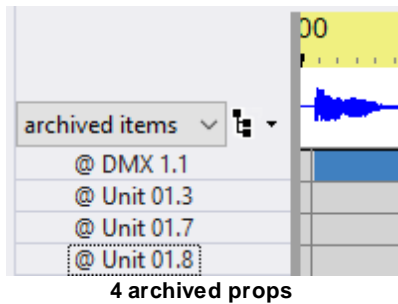 00
archived items
@ DMX 1.1
@ Unit 01.3
@ Unit 01.7
@ Unit 01.8
4 archived props